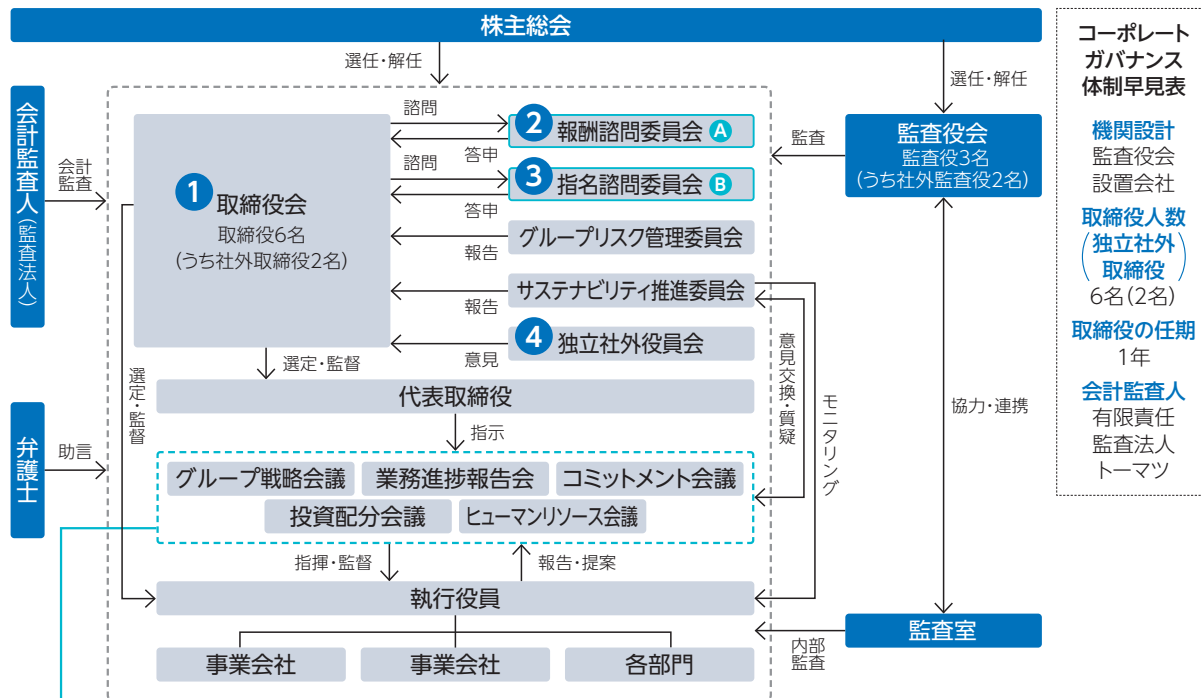 株主総会
選任・解任
選任・解任
会計監査人(監査法人)
会計
監査
弁護士
助言
1
取締役会
取締役6名
(うち社外取締役2名)
諮問
答申
2
報酬諮問委員会 A
諮問
答申
3
指名諮問委員会 B
報告
グループリスク管理委員会
報告
サステナビリティ推進委員会
意見
4
独立社外役員会
監査
監査役会
監査役3名
(うち社外監査役2名)
選定・監督
選定・監督
代表取締役
指示
意見交換・質疑
モニタリング
協力・連携
グループ戦略会議
業務進捗報告会
コミットメント会議
投資配分会議
ヒューマンリソース会議
指揮・監督
報告・提案
執行役員
事業会社
事業会社
各部門
内部
監査
監査室
コーポレート
ガバナンス
体制早見表
機関設計
監査役会
設置会社
取締役人数
(独立社外
取締役)
6名(2名)
取締役の任期
1年
会計監査人
有限責任
監査法人
トーマツ